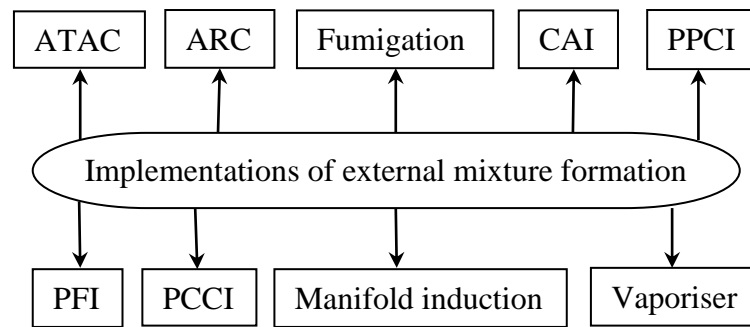 ATAC
ARC
Fumigation
CAI
PPCI
Implementations of external mixture formation
PFI
PCCI
Manifold induction
Vaporiser